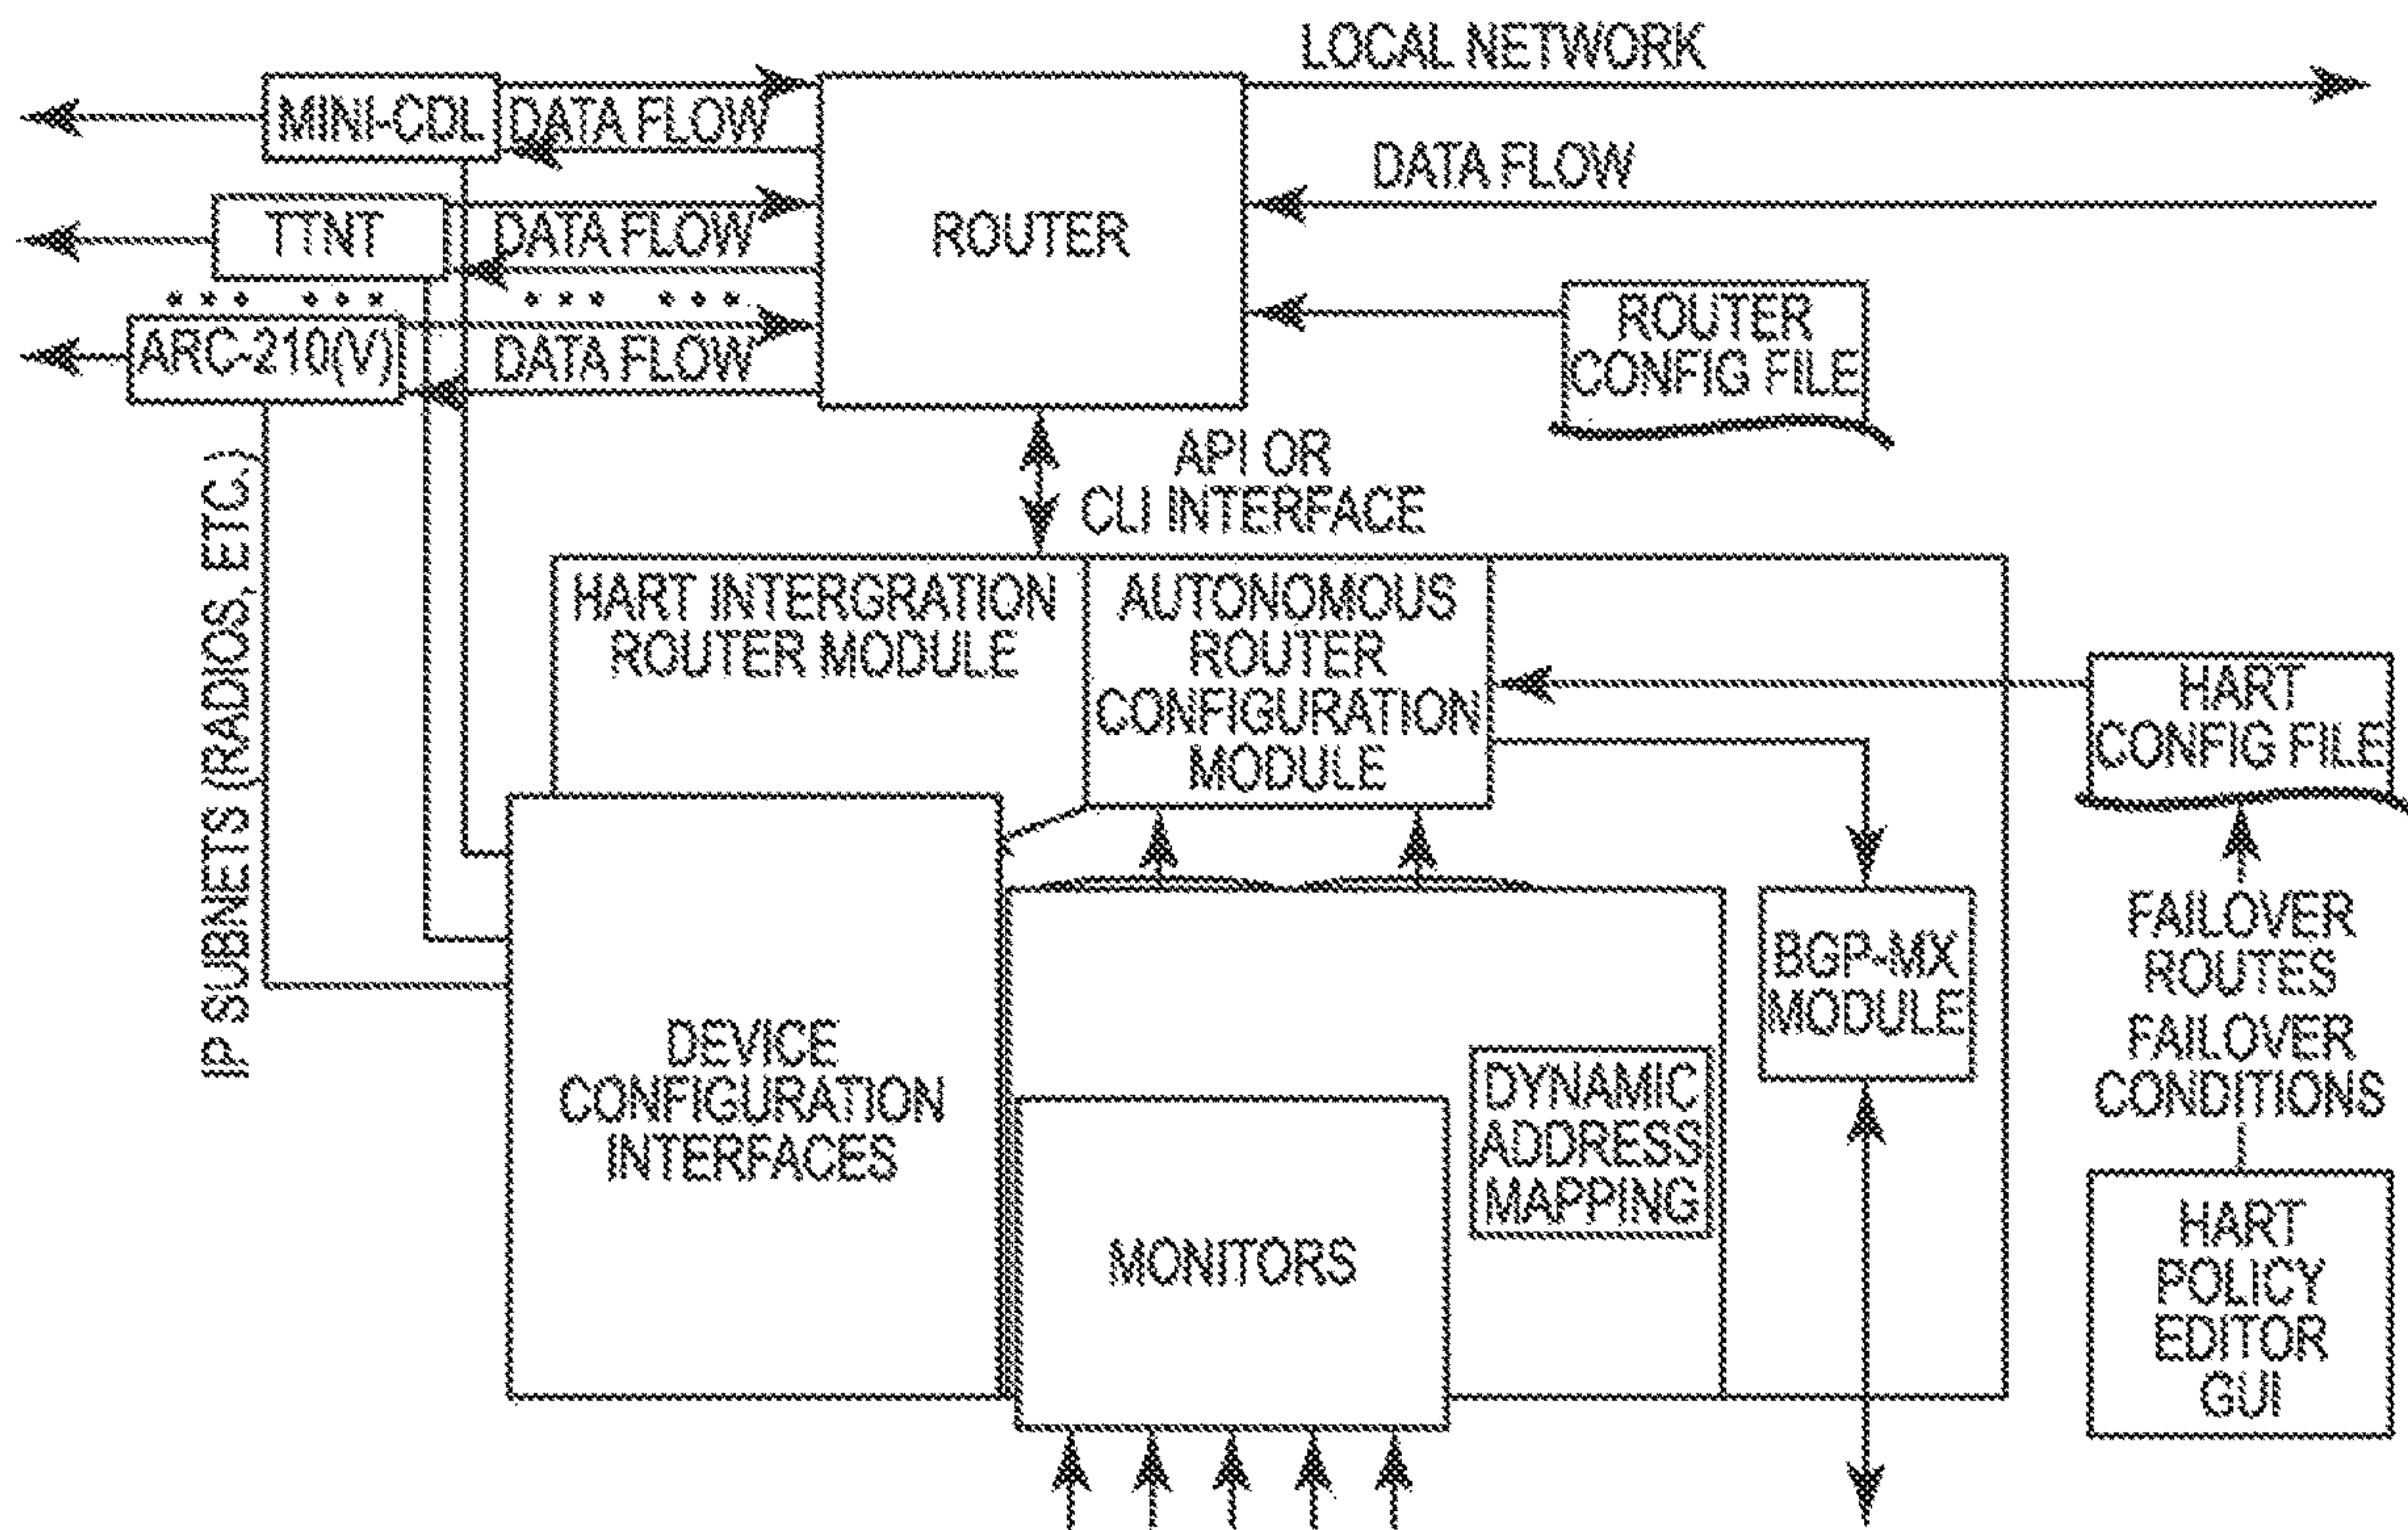 LOCAL NETWORK
MINI-CDL
DATA FLOW
DATA FLOW
TTNT
DATA FLOW
ROUTER
ARC-210(V)
DATA FLOW
ROUTER
CONFIG FILE
API OR
CLI INTERFACE
IP SUBNETS (RADIOS, ETC.)
HART INTERGRATION
ROUTER MODULE
AUTONOMOUS
ROUTER
CONFIGURATION
MODULE
HART
CONFIG FILE
FAILOVER
ROUTES
FAILOVER
CONDITIONS
BGP-MX
MODULE
DEVICE
CONFIGURATION
INTERFACES
DYNAMIC
ADDRESS
MAPPING
MONITORS
HART
POLICY
EDITOR
GUI